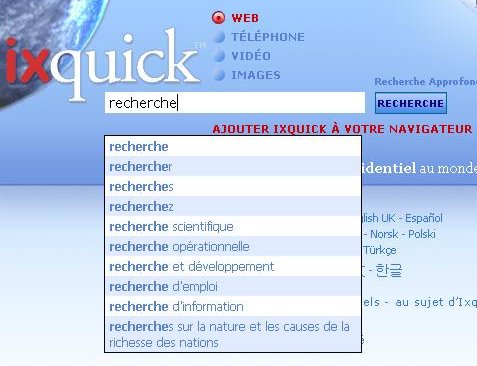 WEB
TÉLÉPHONE
VIDÉO
IMAGES
ixquick™
Recherche Approfon
recherche
RECHERCHE
AJOUTER IXQUICK À VOTRE NAVIGATEUR
recherche
rechercher
recherches
recherchez
recherche scientifique
recherche opérationnelle
recherche et développement
recherche d'emploi
recherche d'information
recherches sur la nature et les causes de la
richesse des nations
identiel au monde
glish UK - Español
- Norsk - Polski
Türkçe
- 한글
els - au sujet d'Ixq